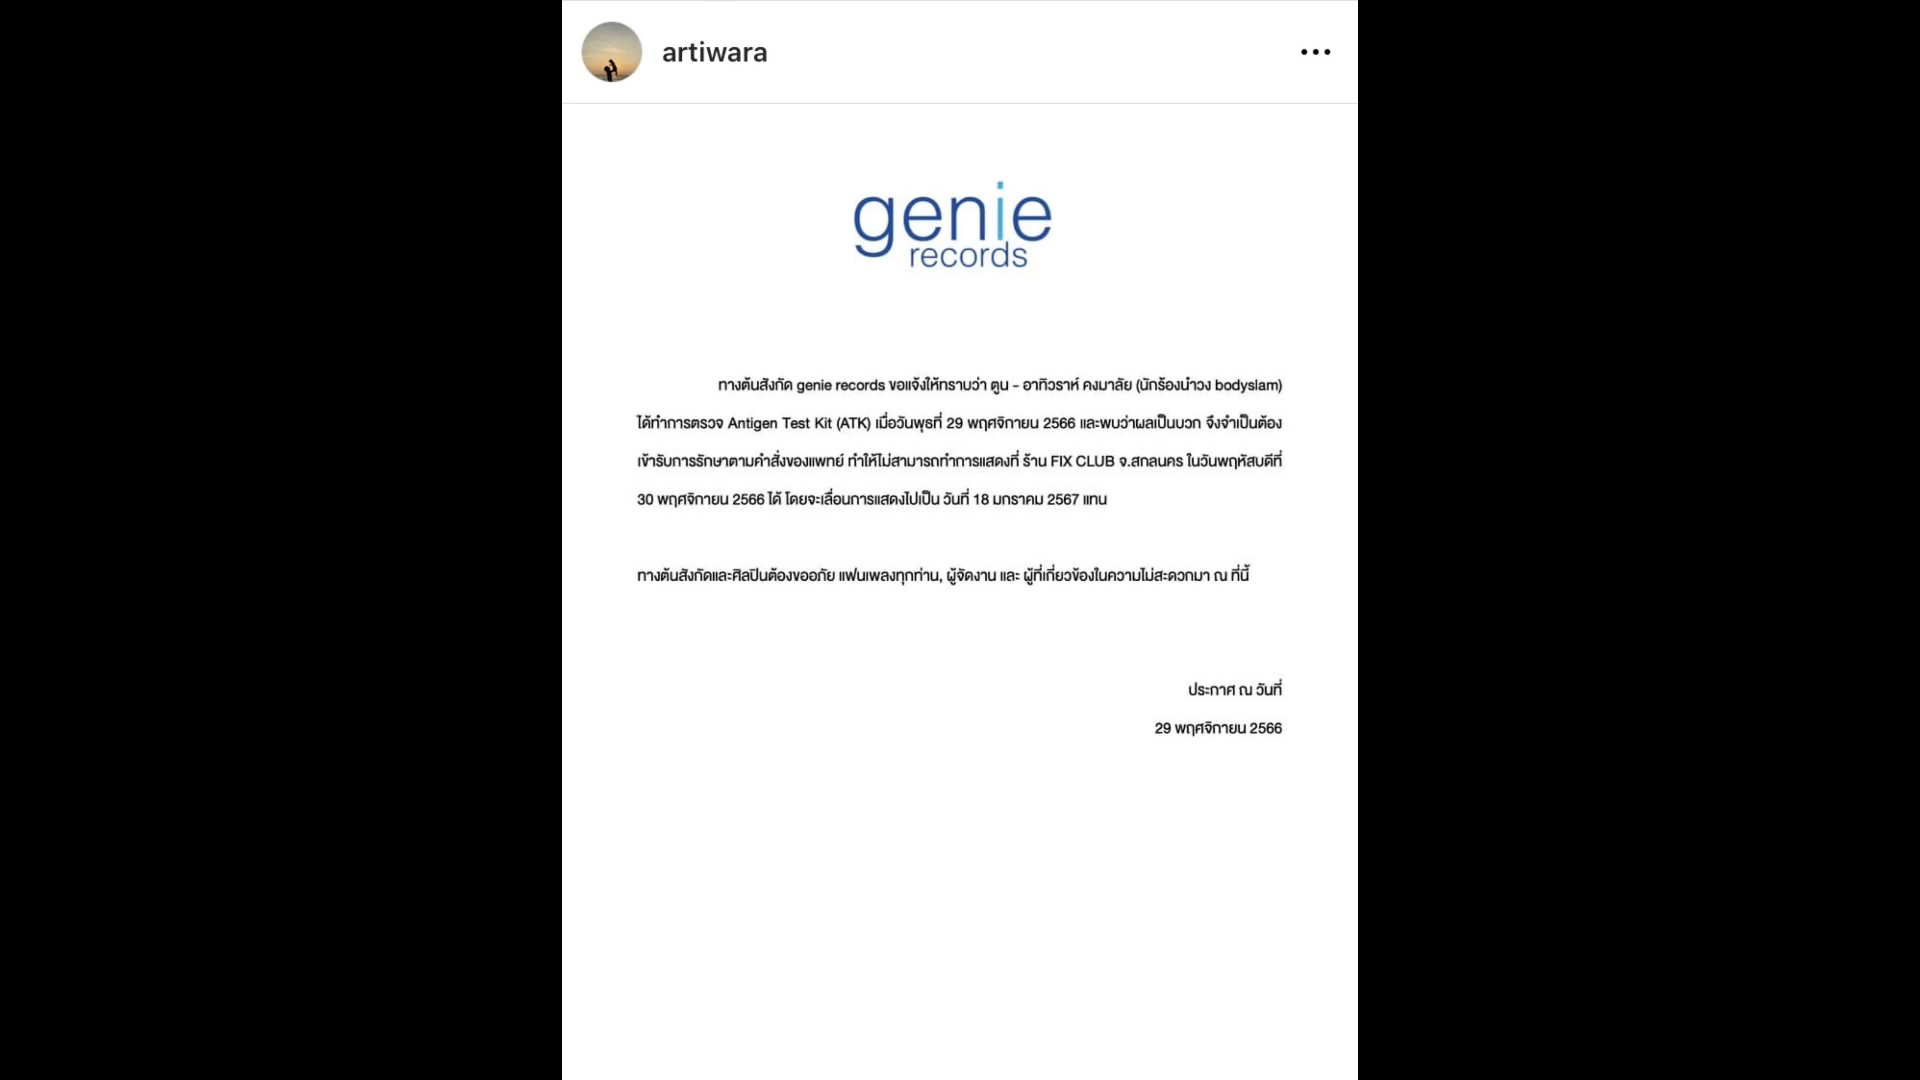 artiwara
genie
records
ทางต้นสังกัด genie records ขอแจ้งให้ทราบว่า ตูน - อาทิวราห์ คงมาลัย (นักร้องนำวง bodyslam)
ได้ทำการตรวจ Antigen Test Kit (ATK) เมื่อวันพุธที่ 29 พฤศจิกายน 2566 และพบว่าผลเป็นบวก จึงจำเป็นต้อง
เข้ารับการรักษาตามคำสั่งของแพทย์ ทำให้ไม่สามารถทำการแสดงที่ ร้าน FIX CLUB จ.สกลนคร ในวันพฤหัสบดีที่
30 พฤศจิกายน 2566 ได้ โดยจะเลื่อนการแสดงไปเป็น วันที่ 18 มกราคม 2567 แทน
ทางต้นสังกัดและศิลปินต้องขออภัย แฟนเพลงทุกท่าน, ผู้จัดงาน และ ผู้ที่เกี่ยวข้องในความไม่สะดวกมา ณ ที่นี้
ประกาศ ณ วันที่
29 พฤศจิกายน 2566